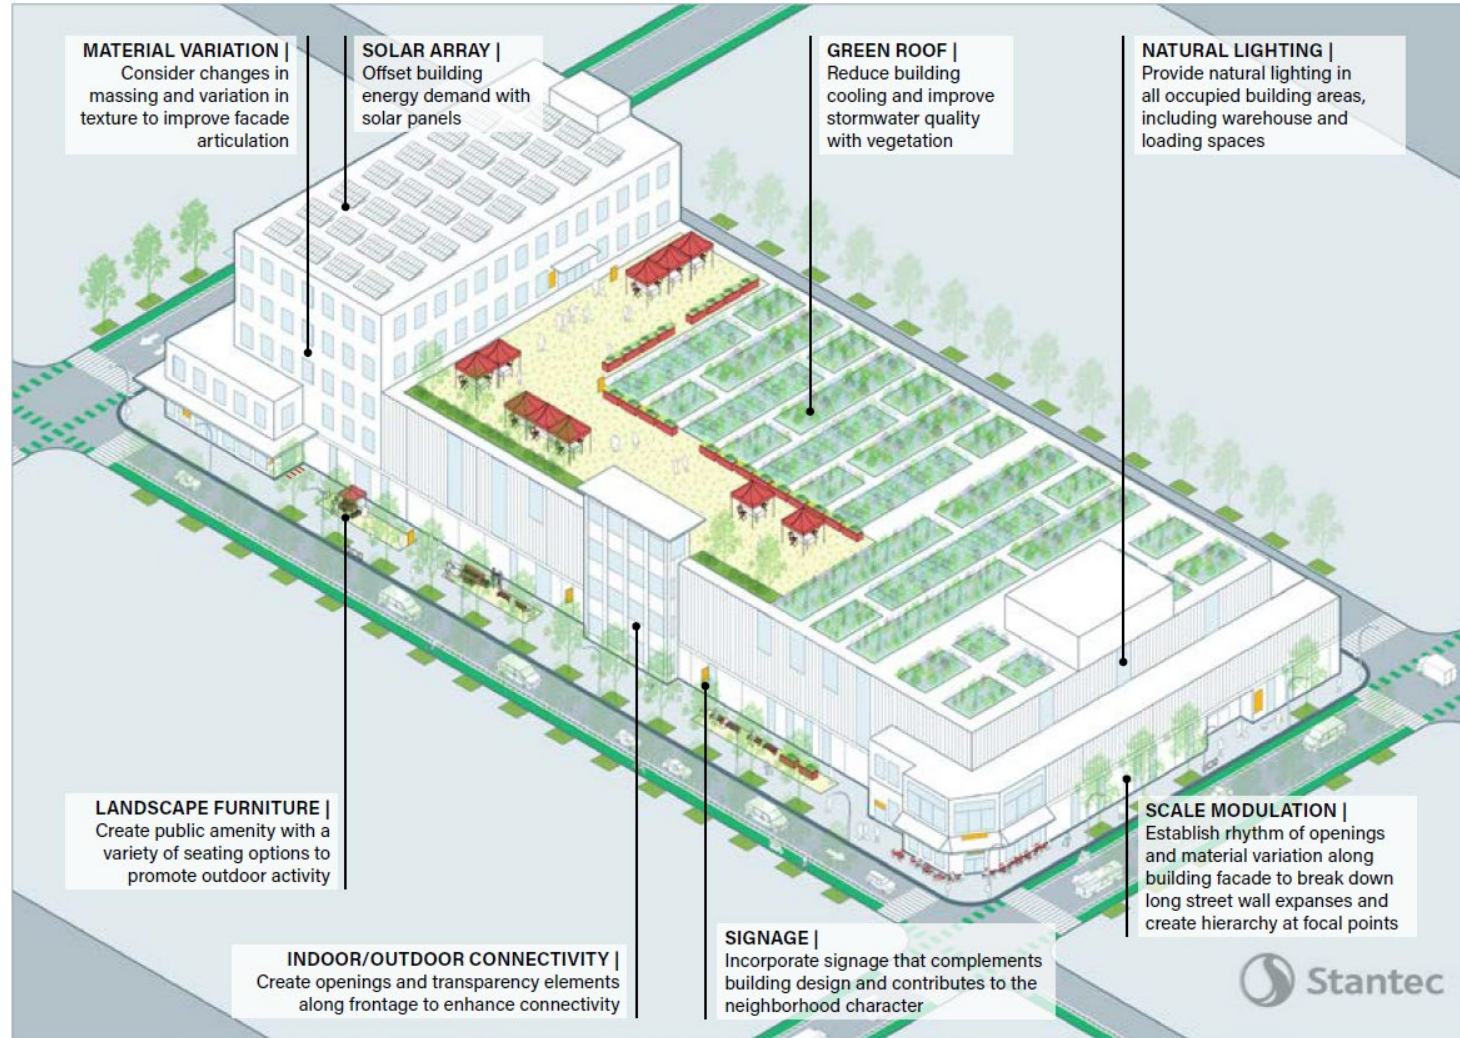 MATERIAL VARIATION |
Consider changes in
massing and variation in
texture to improve facade
articulation
SOLAR ARRAY |
Offset building
energy demand with
solar panels
GREEN ROOF |
Reduce building
cooling and improve
stormwater quality
with vegetation
NATURAL LIGHTING |
Provide natural lighting in
all occupied building areas,
including warehouse and
loading spaces
LANDSCAPE FURNITURE |
Create public amenity with a
variety of seating options to
promote outdoor activity
INDOOR/OUTDOOR CONNECTIVITY |
Create openings and transparency elements
along frontage to enhance connectivity
SIGNAGE |
Incorporate signage that complements
building design and contributes to the
neighborhood character
SCALE MODULATION |
Establish rhythm of openings
and material variation along
building facade to break down
long street wall expanses and
create hierarchy at focal points
Stantec